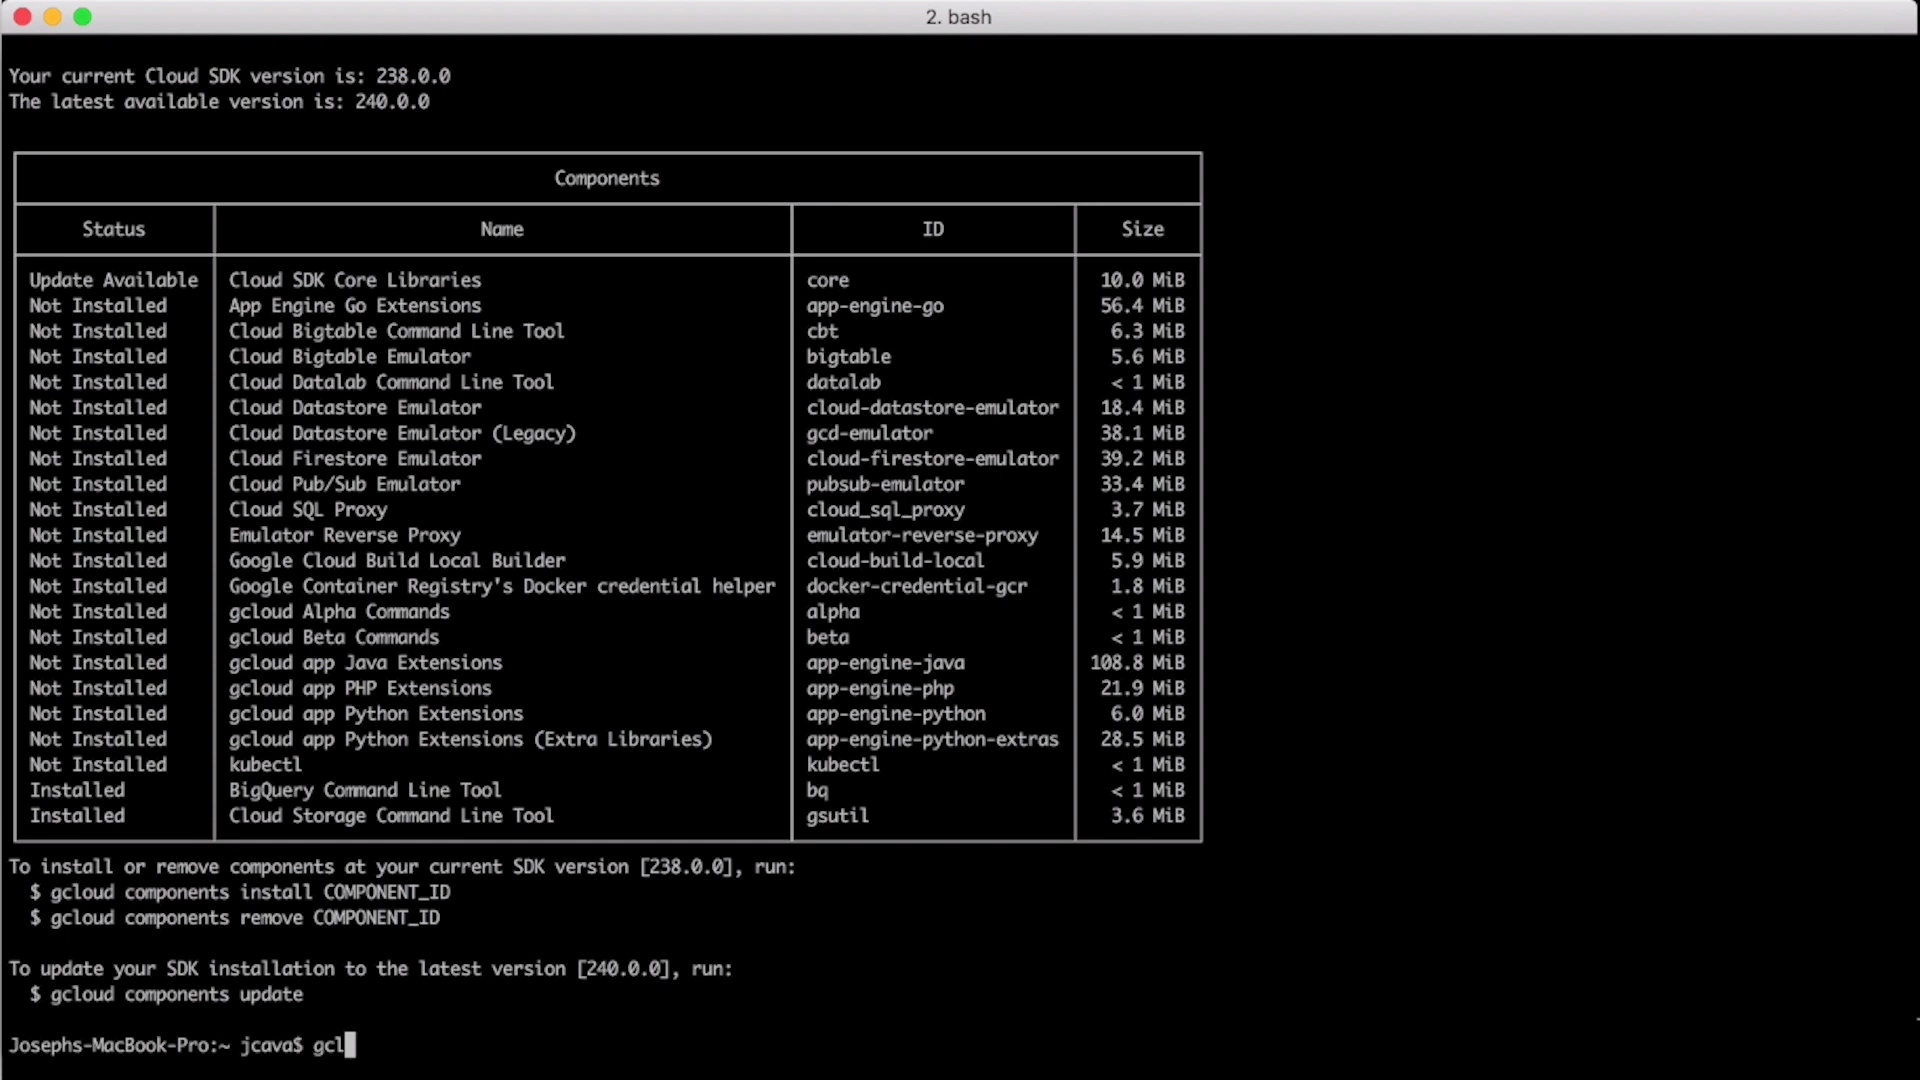 2. bash
Your current Cloud SDK version is: 238.0.0
The latest available version is: 240.0.0
Components
Status Name ID Size
Update Available Cloud SDK Core Libraries core 10.0 MiB
Not Installed App Engine Go Extensions app-engine-go 56.4 MiB
Not Installed Cloud Bigtable Command Line Tool cbt 6.3 MiB
Not Installed Cloud Bigtable Emulator bigtable 5.6 MiB
Not Installed Cloud Datalab Command Line Tool datalab < 1 MiB
Not Installed Cloud Datastore Emulator cloud-datastore-emulator 18.4 MiB
Not Installed Cloud Datastore Emulator (Legacy) gcd-emulator 38.1 MiB
Not Installed Cloud Firestore Emulator cloud-firestore-emulator 39.2 MiB
Not Installed Cloud Pub/Sub Emulator pubsub-emulator 33.4 MiB
Not Installed Cloud SQL Proxy cloud_sql_proxy 3.7 MiB
Not Installed Emulator Reverse Proxy emulator-reverse-proxy 14.5 MiB
Not Installed Google Cloud Build Local Builder cloud-build-local 5.9 MiB
Not Installed Google Container Registry's Docker credential helper docker-credential-gcr 1.8 MiB
Not Installed gcloud Alpha Commands alpha < 1 MiB
Not Installed gcloud Beta Commands beta < 1 MiB
Not Installed gcloud app Java Extensions app-engine-java 108.8 MiB
Not Installed gcloud app PHP Extensions app-engine-php 21.9 MiB
Not Installed gcloud app Python Extensions app-engine-python 6.0 MiB
Not Installed gcloud app Python Extensions (Extra Libraries) app-engine-python-extras 28.5 MiB
Not Installed kubectl kubectl < 1 MiB
Installed BigQuery Command Line Tool bq < 1 MiB
Installed Cloud Storage Command Line Tool gsutil 3.6 MiB
To install or remove components at your current SDK version [238.0.0], run:
$ gcloud components install COMPONENT_ID
$ gcloud components remove COMPONENT_ID
To update your SDK installation to the latest version [240.0.0], run:
$ gcloud components update
Josephs-MacBook-Pro:~ jcava$ gcl